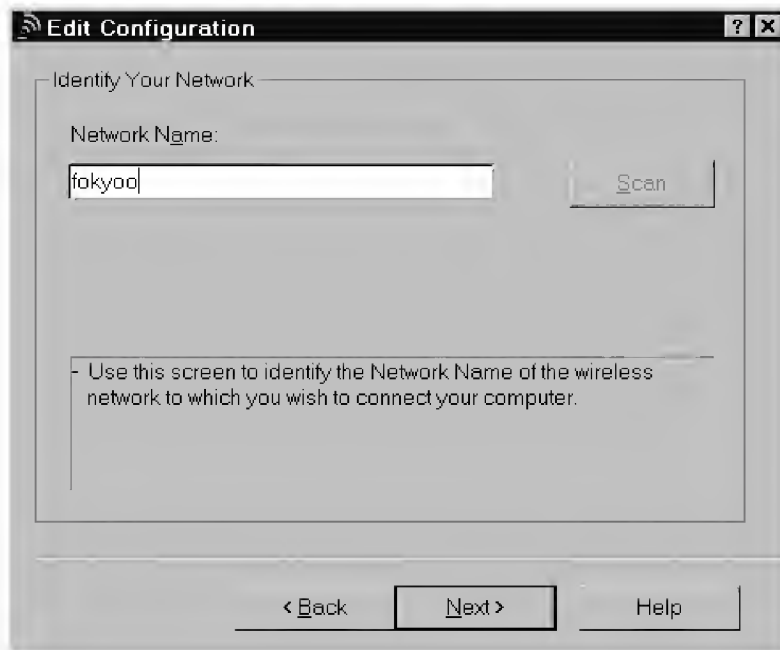 Edit Configuration
Identify Your Network
Network Name:
fokyoo
Scan
- Use this screen to identify the Network Name of the wireless
network to which you wish to connect your computer.
< Back
Next >
Help